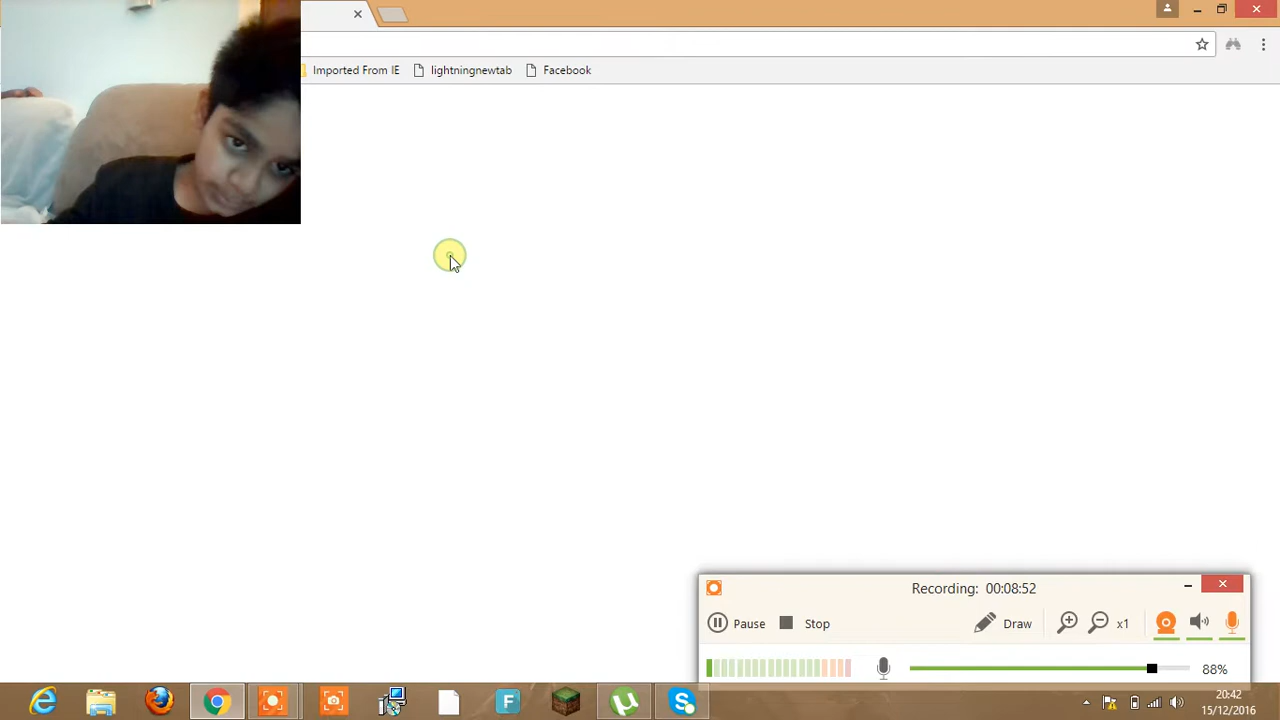 Imported From IE lightningnewtab Facebook
Recording: 00:08:52
Pause Stop Draw x1
88%
F
20:42
15/12/2016